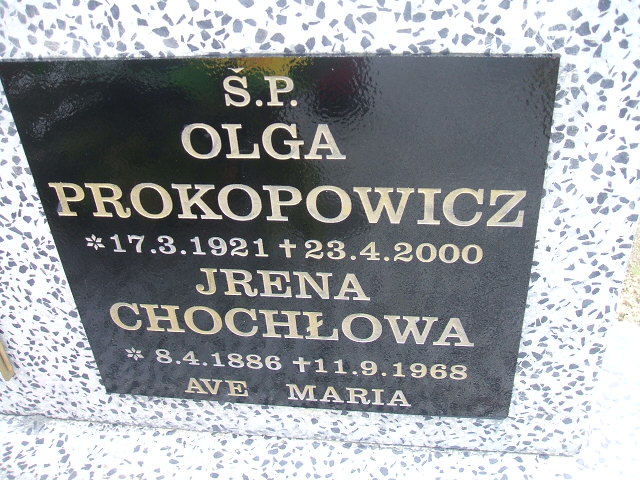 Š.P.
OLGA
PROKOPOWICZ
* 17.3.1921 † 23.4.2000
JRENA
CHOCHŁOWA
* 8.4.1886 † 11.9.1968
AVE MARIA